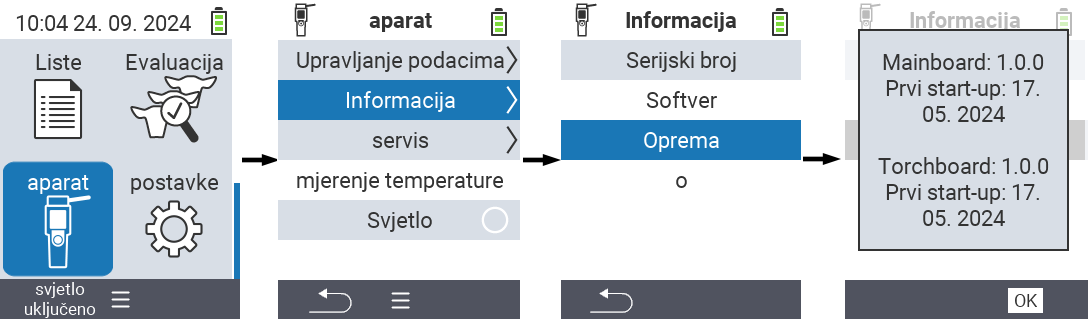 10:04 24. 09. 2024
Liste
Evaluacija
aparat
postavke
svjetlo
uključeno
aparat
Upravljanje podacima
Informacija
servis
mjerenje temperature
Svjetlo
Informacija
Serijski broj
Softver
Oprema
o
Informacija
Mainboard: 1.0.0
Prvi start-up: 17.
05. 2024
Torchboard: 1.0.0
Prvi start-up: 17.
05. 2024
OK